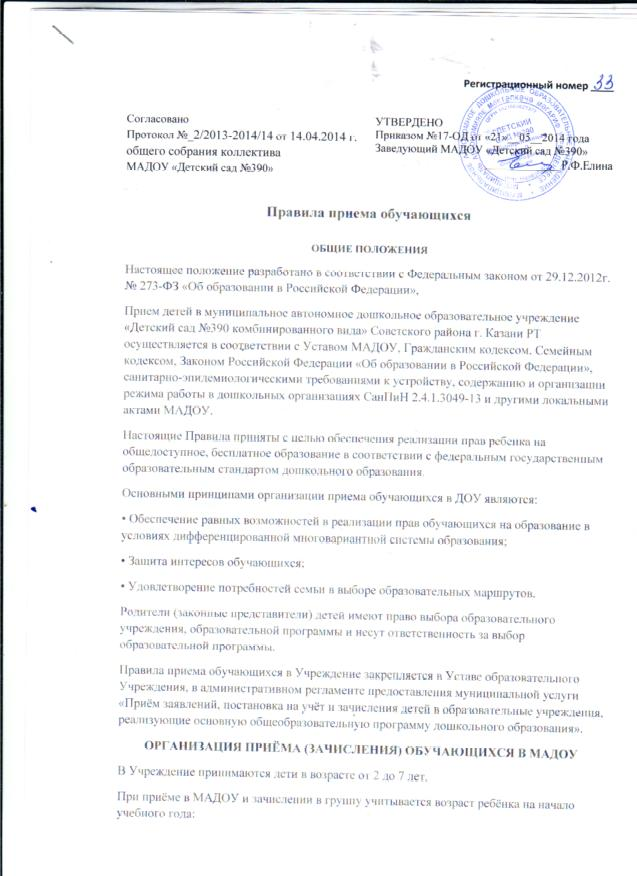 Регистрационный номер 33
Согласовано
Протокол №_2/2013-2014/14 от 14.04.2014 г.
общего собрания коллектива
МАДОУ «Детский сад №390»
УТВЕРДЕНО
Приказом №17-ОД от «21»__05__2014 года
Заведующий МАДОУ «Детский сад №390»
Р.Ф.Елина
Правила приема обучающихся
ОБЩИЕ ПОЛОЖЕНИЯ
Настоящее положение разработано в соответствии с Федеральным законом от 29.12.2012г.
№ 273-ФЗ «Об образовании в Российской Федерации»,
Прием детей в муниципальное автономное дошкольное образовательное учреждение
«Детский сад №390 комбинированного вида» Советского района г. Казани РТ
осуществляется в соответствии с Уставом МАДОУ, Гражданским кодексом, Семейным
кодексом, Законом Российской Федерации «Об образовании в Российской Федерации»,
санитарно-эпидемиологическими требованиями к устройству, содержанию и организации
режима работы в дошкольных организациях СанПиН 2.4.1.3049-13 и другими локальными
актами МАДОУ.
Настоящие Правила приняты с целью обеспечения реализации прав ребенка на
общедоступное, бесплатное образование в соответствии с федеральным государственным
образовательным стандартом дошкольного образования.
Основными принципами организации приема обучающихся в ДОУ являются:
• Обеспечение равных возможностей в реализации прав обучающихся на образование в
условиях дифференцированной многовариантной системы образования;
• Защита интересов обучающихся;
• Удовлетворение потребностей семьи в выборе образовательных маршрутов.
Родители (законные представители) детей имеют право выбора образовательного
учреждения, образовательной программы и несут ответственность за выбор
образовательной программы.
Правила приема обучающихся в Учреждение закрепляется в Уставе образовательного
Учреждения, в административном регламенте предоставления муниципальной услуги
«Приём заявлений, постановка на учёт и зачисления детей в образовательные учреждения,
реализующие основную общеобразовательную программу дошкольного образования».
ОРГАНИЗАЦИЯ ПРИЁМА (ЗАЧИСЛЕНИЯ) ОБУЧАЮЩИХСЯ В МАДОУ
В Учреждение принимаются дети в возрасте от 2 до 7 лет.
При приёме в МАДОУ и зачислении в группу учитывается возраст ребёнка на начало
учебного года: